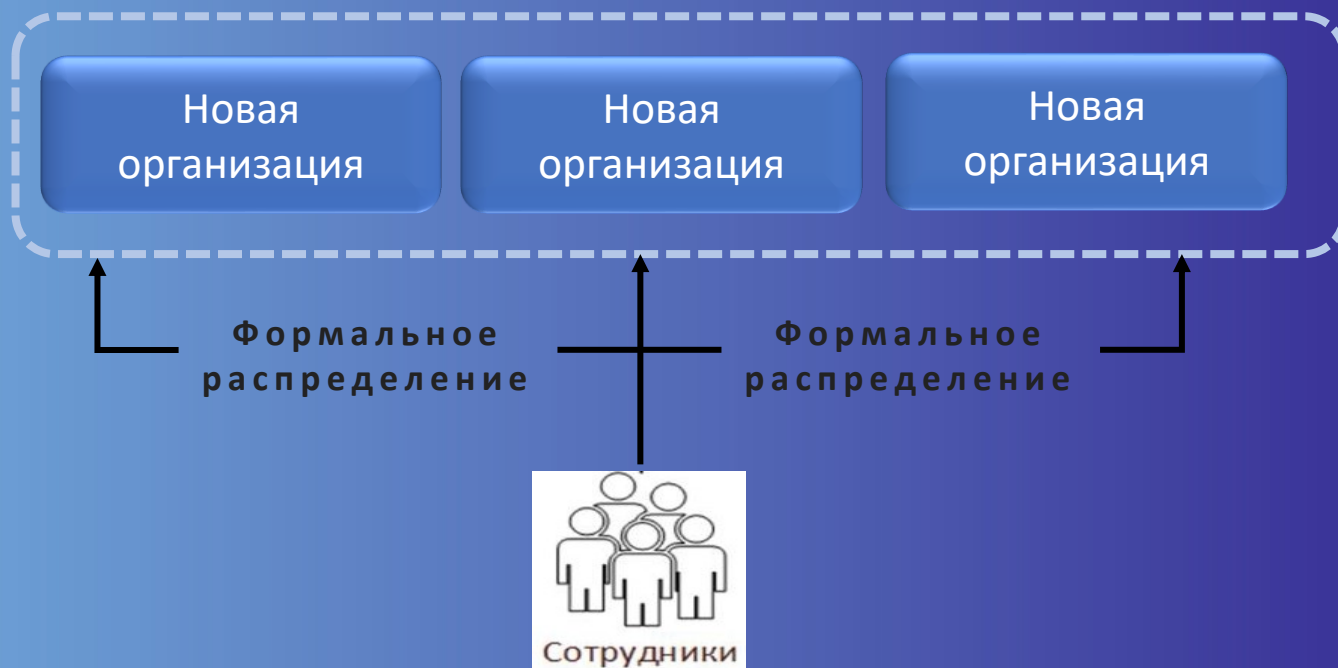 Новая
организация
Новая
организация
Новая
организация
Формальное
распределение
Формальное
распределение
Сотрудники